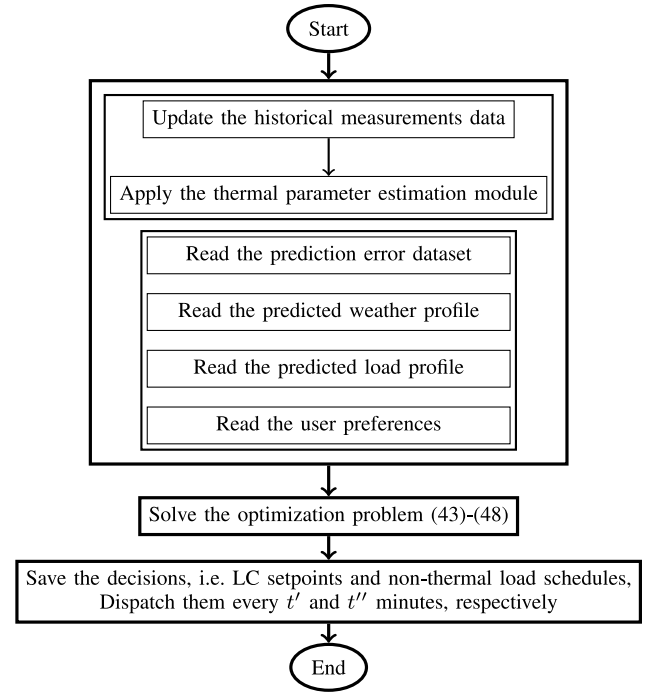 Start
Update the historical measurements data
Apply the thermal parameter estimation module
Read the prediction error dataset
Read the predicted weather profile
Read the predicted load profile
Read the user preferences
Solve the optimization problem (43)-(48)
Save the decisions, i.e. LC setpoints and non-thermal load schedules,
Dispatch them every t′ and t′′ minutes, respectively
End